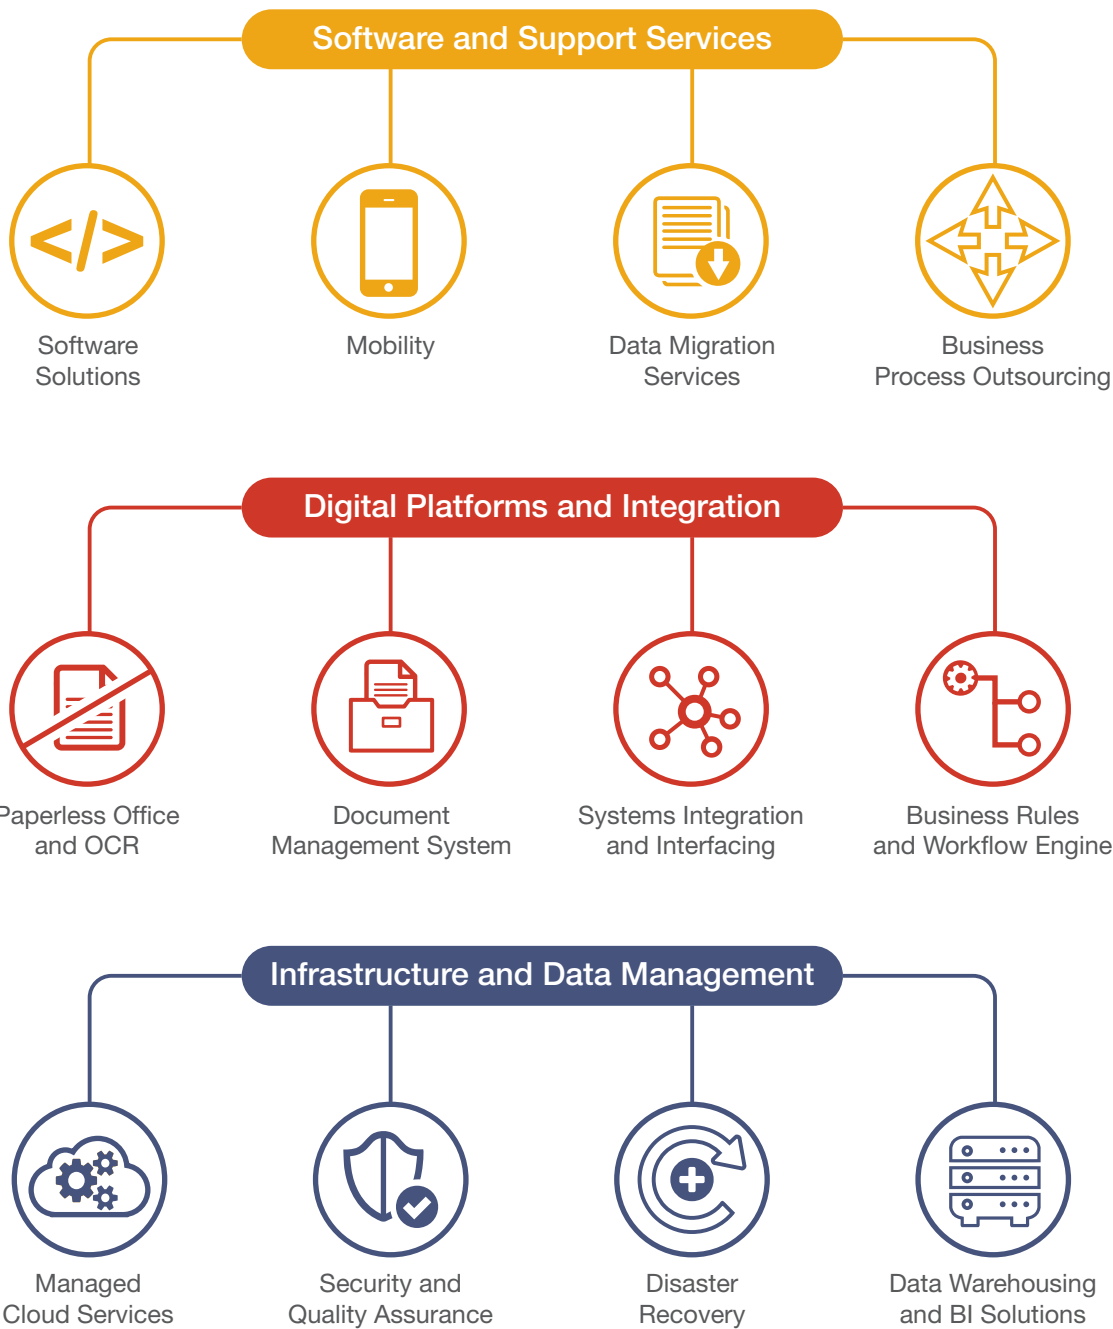 Software and Support Services
</>
Software
Solutions
Mobility
Data Migration
Services
Business
Process Outsourcing
Digital Platforms and Integration
Paperless Office
and OCR
Document
Management System
Systems Integration
and Interfacing
Business Rules
and Workflow Engine
Infrastructure and Data Management
Managed
Cloud Services
Security and
Quality Assurance
Disaster
Recovery
Data Warehousing
and BI Solutions